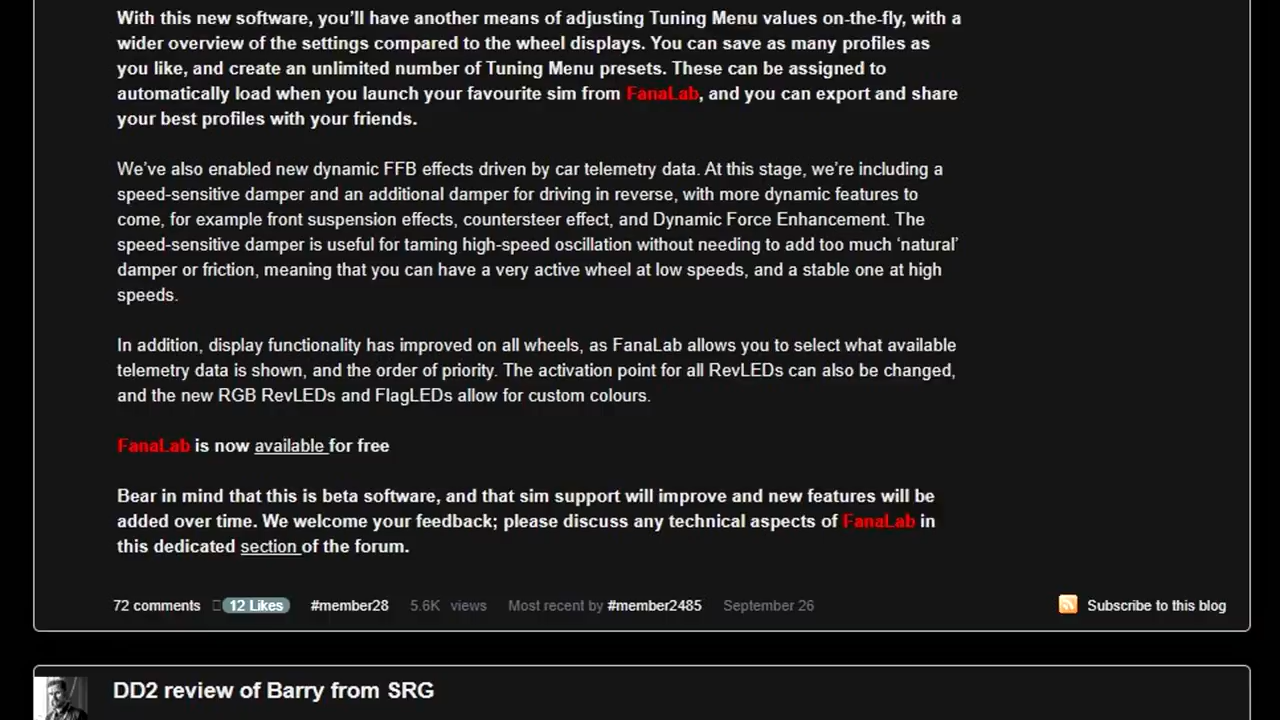 With this new software, you’ll have another means of adjusting Tuning Menu values on-the-fly, with a
wider overview of the settings compared to the wheel displays. You can save as many profiles as
you like, and create an unlimited number of Tuning Menu presets. These can be assigned to
automatically load when you launch your favourite sim from FanaLab, and you can export and share
your best profiles with your friends.
We’ve also enabled new dynamic FFB effects driven by car telemetry data. At this stage, we’re including a
speed-sensitive damper and an additional damper for driving in reverse, with more dynamic features to
come, for example front suspension effects, countersteer effect, and Dynamic Force Enhancement. The
speed-sensitive damper is useful for taming high-speed oscillation without needing to add too much ‘natural’
damper or friction, meaning that you can have a very active wheel at low speeds, and a stable one at high
speeds.
In addition, display functionality has improved on all wheels, as FanaLab allows you to select what available
telemetry data is shown, and the order of priority. The activation point for all RevLEDs can also be changed,
and the new RGB RevLEDs and FlagLEDs allow for custom colours.
FanaLab is now available for free
Bear in mind that this is beta software, and that sim support will improve and new features will be
added over time. We welcome your feedback; please discuss any technical aspects of FanaLab in
this dedicated section of the forum.
72 comments 12 Likes #member28 5.6K views Most recent by #member2485 September 26 Subscribe to this blog
DD2 review of Barry from SRG